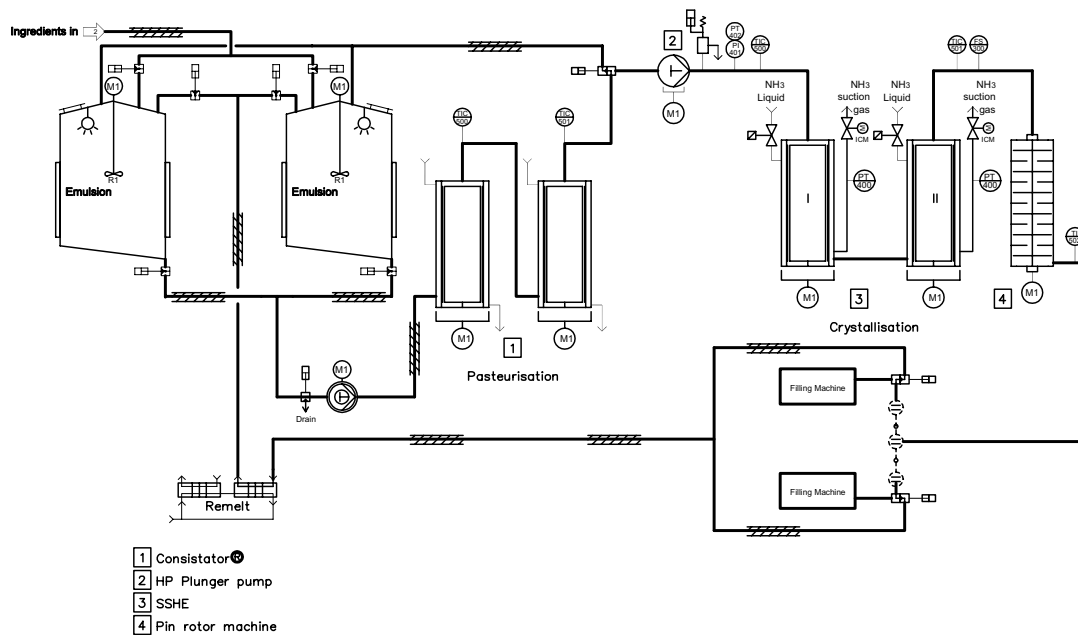 Ingredients in
2
2
PT
402
PI
401
TIC
500
TIC
501
FS
300
M1
M1
M1
NH3
Liquid
NH3
suction
gas
NH3
Liquid
NH3
suction
gas
M
ICM
M
ICM
TIC
500
TIC
501
Emulsion
R1
Emulsion
R1
I
II
PT
400
PT
400
M1
M1
M1
3
4
Crystallisation
M1
M1
1
Pasteurisation
M1
Drain
Filling Machine
Filling Machine
Remelt
1 Consistator®
2 HP Plunger pump
3 SSHE
4 Pin rotor machine